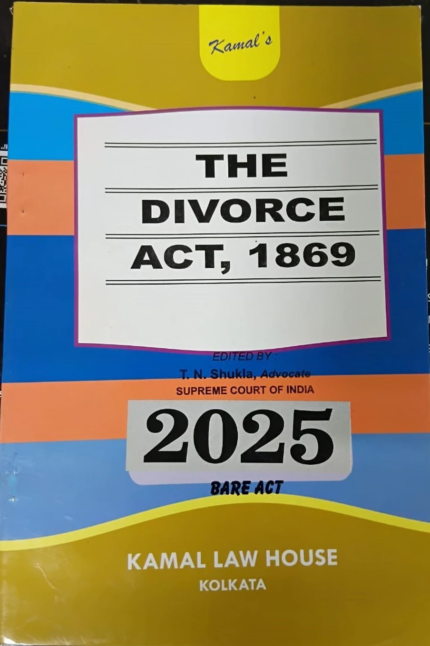 Kamal's
THE
DIVORCE
ACT, 1869
EDITED BY
T. N. Shukla, Advocate
SUPREME COURT OF INDIA
2025
BARE ACT
KAMAL LAW HOUSE
KOLKATA